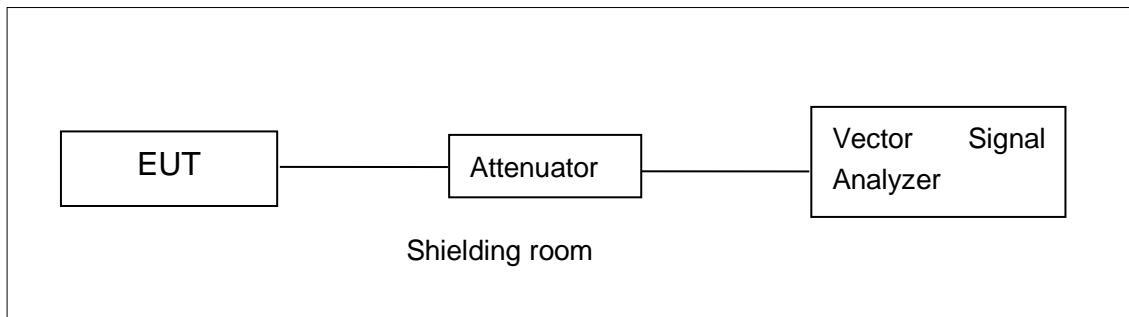 EUT
Attenuator
Vector Signal
Analyzer
Shielding room